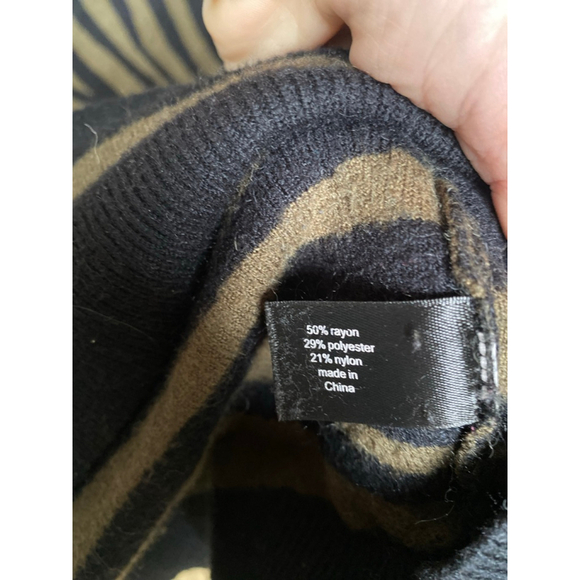 50% rayon
29% polyester
21% nylon
made in
China